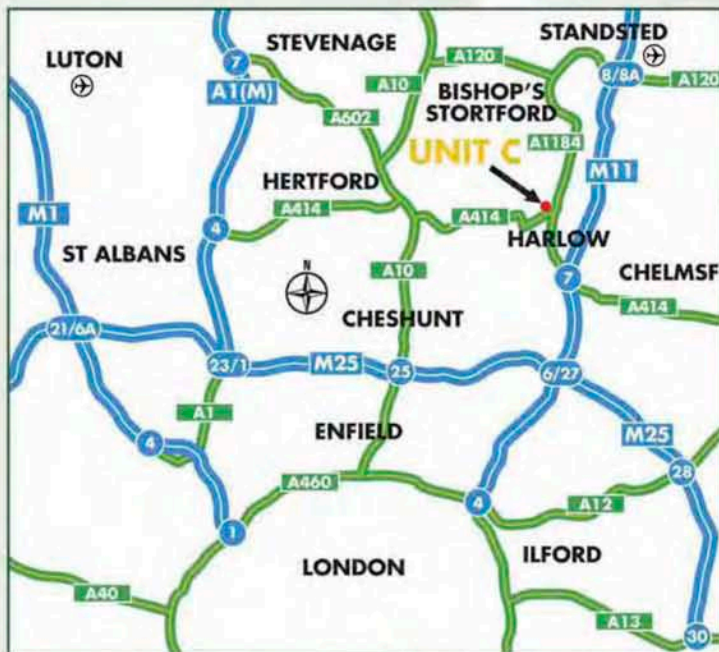 STEVENAGE
STANDSTED
LUTON
7
A120
8/8A
A120
A1(M)
A10
BISHOP'S
STORTFORD
A602
A1184
UNIT C
M11
HERTFORD
M1
A414
A414
4
HARLOW
ST ALBANS
N
A10
7
CHELMSF
A414
CHESHUNT
21/6A
23/1
M25
25
6/27
A1
ENFIELD
M25
4
28
A460
4
A12
1
ILFORD
LONDON
A40
A13
30